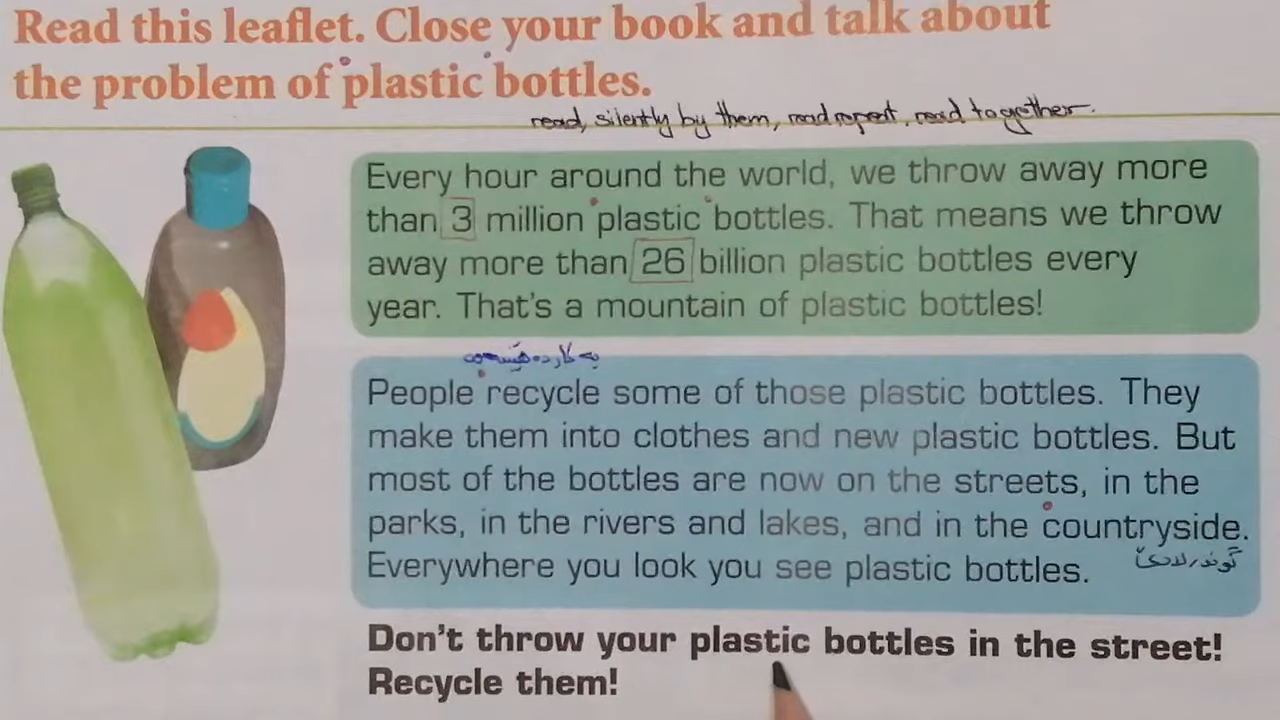 Read this leaflet. Close your book and talk about
the problem of plastic bottles.
read, silently by them, read repeat, read together.
Every hour around the world, we throw away more
than 3 million plastic bottles. That means we throw
away more than 26 billion plastic bottles every
year. That's a mountain of plastic bottles!
People recycle some of those plastic bottles. They
make them into clothes and new plastic bottles. But
most of the bottles are now on the streets, in the
parks, in the rivers and lakes, and in the countryside.
Everywhere you look you see plastic bottles.
Don't throw your plastic bottles in the street!
Recycle them!